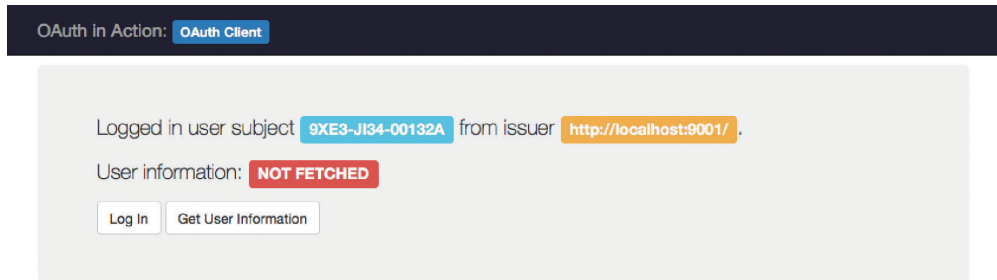 OAuth in Action: OAuth Client
Logged in user subject 9XE3-JI34-00132A from issuer http://localhost:9001/ .
User information: NOT FETCHED
Log In Get User Information